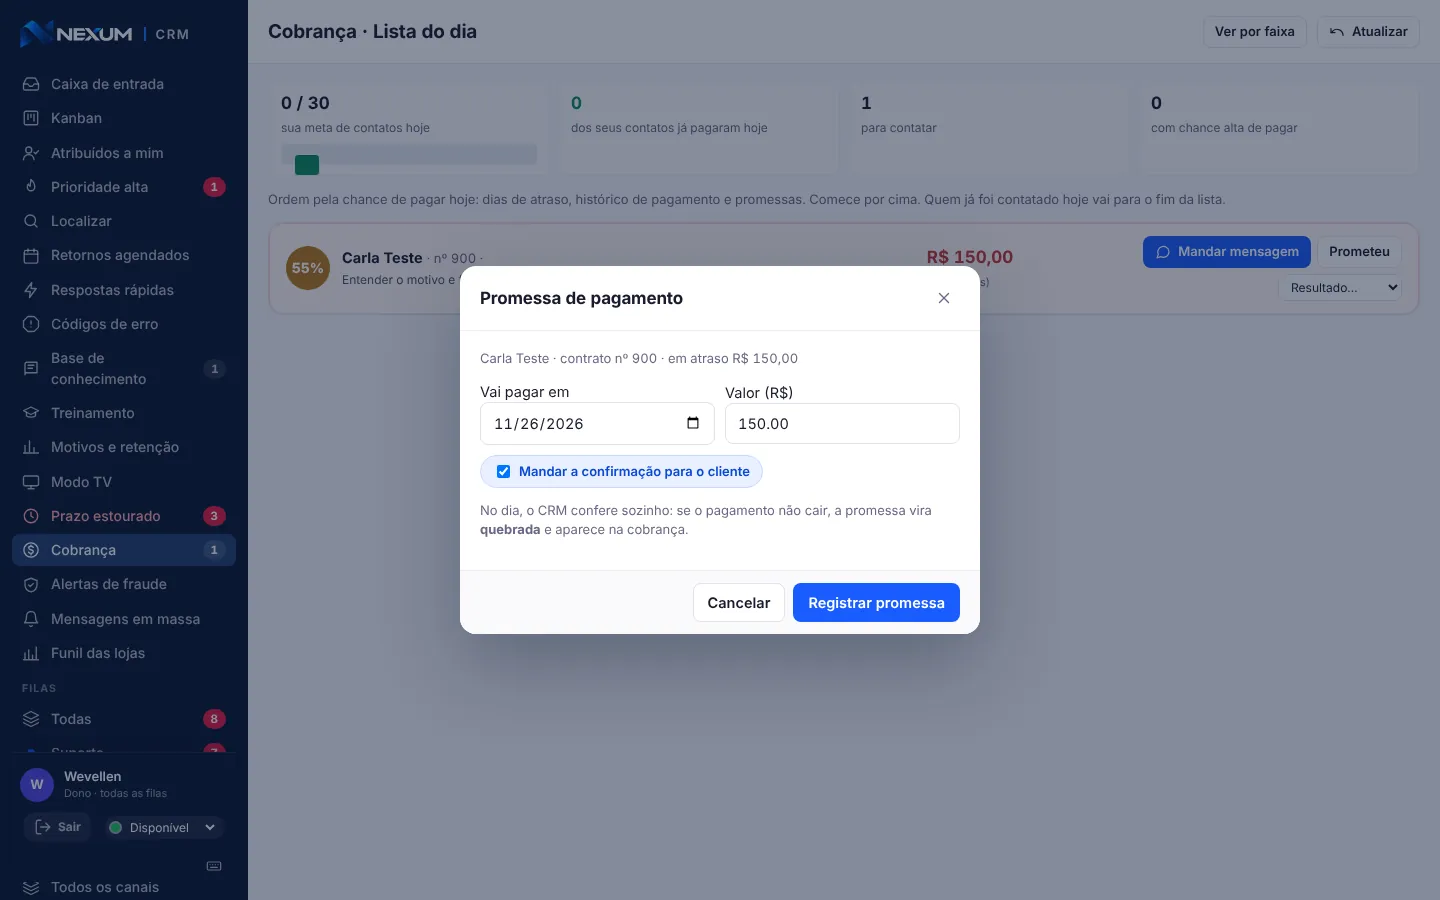 NEXUM | CRM
Caixa de entrada
Kanban
Atribuídos a mim
Prioridade alta 1
Localizar
Retornos agendados
Respostas rápidas
Códigos de erro
Base de
conhecimento 1
Treinamento
Motivos e retenção
Modo TV
Prazo estourado 3
Cobrança 1
Alertas de fraude
Mensagens em massa
Funil das lojas
FILAS
Todas 8
Suporte 7
W
Wevellen
Dono · todas as filas
Sair
Disponível
Todos os canais
Cobrança · Lista do dia
Ver por faixa
Atualizar
0 / 30
sua meta de contatos hoje
0
dos seus contatos já pagaram hoje
1
para contatar
0
com chance alta de pagar
Ordem pela chance de pagar hoje: dias de atraso, histórico de pagamento e promessas. Comece por cima. Quem já foi contatado hoje vai para o fim da lista.
55%
Carla Teste · nº 900 ·
Entender o motivo e
R$ 150,00
s)
Mandar mensagem
Prometeu
Resultado...
Promessa de pagamento
Carla Teste · contrato nº 900 · em atraso R$ 150,00
Vai pagar em
11/26/2026
Valor (R$)
150.00
Mandar a confirmação para o cliente
No dia, o CRM confere sozinho: se o pagamento não cair, a promessa vira
quebrada e aparece na cobrança.
Cancelar
Registrar promessa